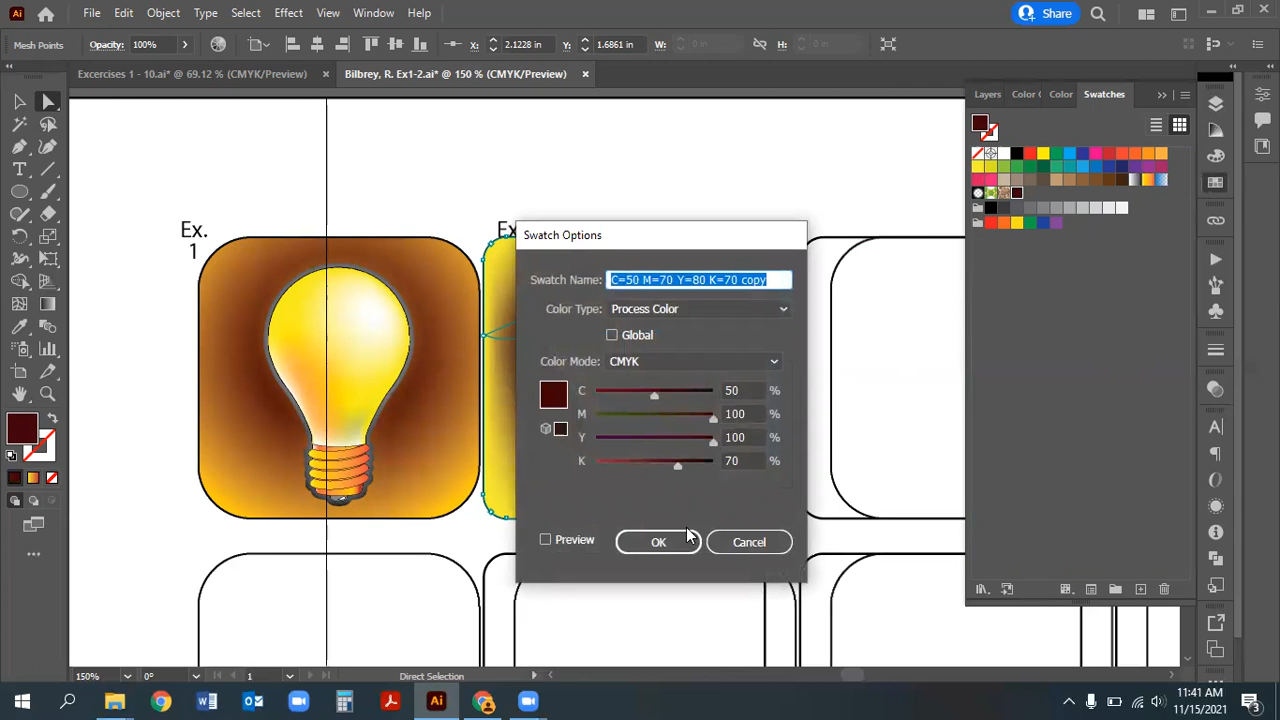 Ai File Edit Object Type Select Effect View Window Help Share
Mesh Points Opacity: 100% X: 2.1228 in Y: 1.6861 in W: 0 in H: 0 in
Excercises 1 - 10.ai* @ 69.12 % (CMYK/Preview) Bilbrey, R. Ex1-2.ai* @ 150 % (CMYK/Preview)
Layers Color Color Swatches
Ex.
1
Ex
Swatch Options
Swatch Name: C=50 M=70 Y=80 K=70 copy
Color Type: Process Color
Global
Color Mode: CMYK
C 50 %
M 100 %
Y 100 %
K 70 %
Preview OK Cancel
150% 0° 1 Direct Selection
Ai
11:41 AM
11/15/2021
3